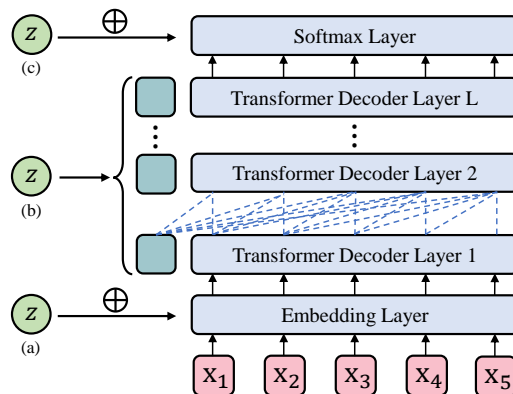 Z
⊕
Softmax Layer
(c)
Transformer Decoder Layer L
Z
Transformer Decoder Layer 2
(b)
Transformer Decoder Layer 1
Z
⊕
Embedding Layer
(a)
X₁ X₂ X₃ X₄ X₅